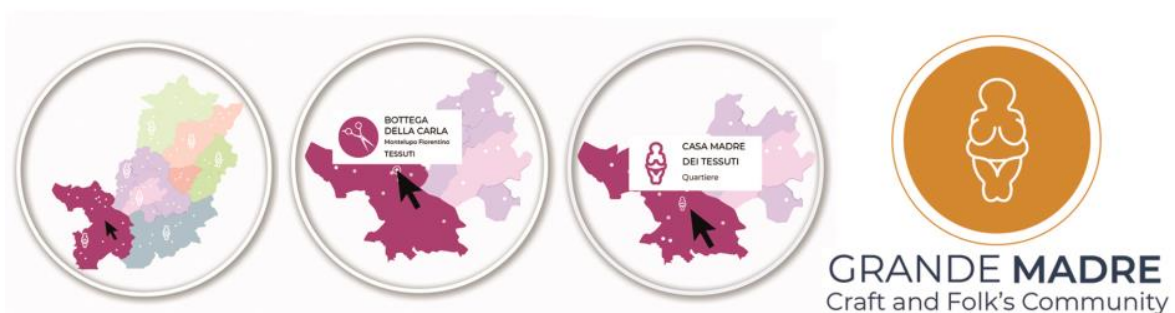 BOTTEGA
DELLA CARLA
Montelupo Fiorentino
TESSUTI
CASA MADRE
DEI TESSUTI
Quartiere
GRANDE MADRE
Craft and Folk's Community